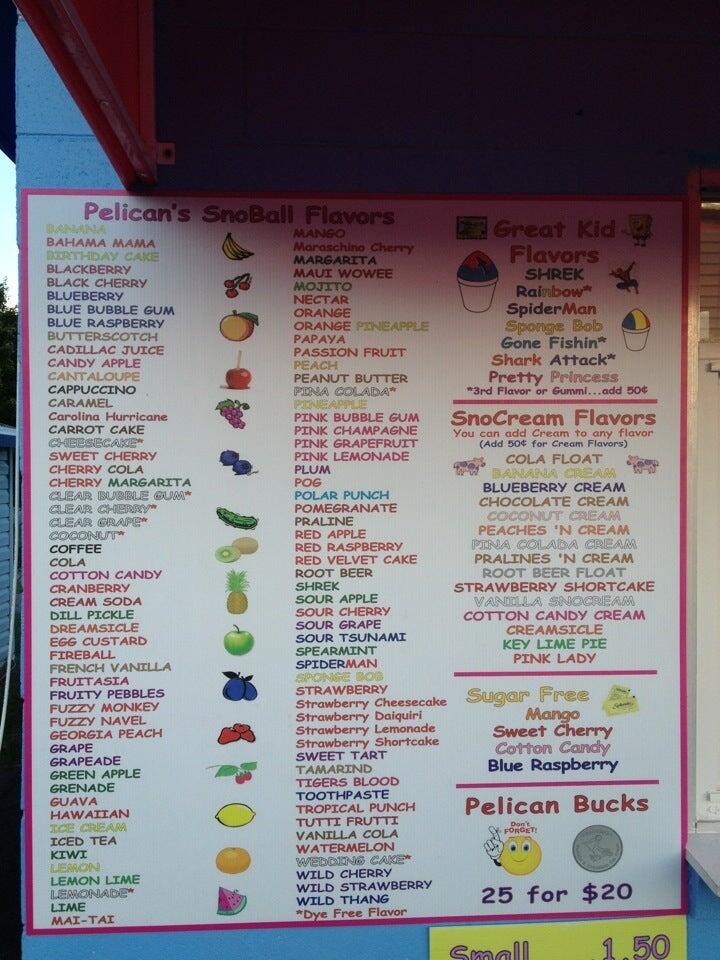 Pelican's SnoBall Flavors
BANANA
BAHAMA MAMA
BIRTHDAY CAKE
BLACKBERRY
BLACK CHERRY
BLUEBERRY
BLUE BUBBLE GUM
BLUE RASPBERRY
BUTTERSCOTCH
CADILLAC JUICE
CANDY APPLE
CANTALOUPE
CAPPUCCINO
CARAMEL
Carolina Hurricane
CARROT CAKE
CHEESECAKE*
SWEET CHERRY
CHERRY COLA
CHERRY MARGARITA
CLEAR BUBBLE GUM*
CLEAR CHERRY*
CLEAR GRAPE*
COCONUT*
COFFEE
COLA
COTTON CANDY
CRANBERRY
CREAM SODA
DILL PICKLE
DREAMSICLE
EGG CUSTARD
FIREBALL
FRENCH VANILLA
FRUITASIA
FRUITY PEBBLES
FUZZY MONKEY
FUZZY NAVEL
GEORGIA PEACH
GRAPE
GRAPEADE
GREEN APPLE
GRENADE
GUAVA
HAWAIIAN
ICE CREAM
ICED TEA
KIWI
LEMON
LEMON LIME
LEMONADE*
LIME
MAI-TAI
MANGO
Maraschino Cherry
MARGARITA
MAUI WOWEE
MOJITO
NECTAR
ORANGE
ORANGE PINEAPPLE
PAPAYA
PASSION FRUIT
PEACH
PEANUT BUTTER
PINA COLADA*
PINEAPPLE
PINK BUBBLE GUM
PINK CHAMPAGNE
PINK GRAPEFRUIT
PINK LEMONADE
PLUM
POG
POLAR PUNCH
POMEGRANATE
PRALINE
RED APPLE
RED RASPBERRY
RED VELVET CAKE
ROOT BEER
SHREK
SOUR APPLE
SOUR CHERRY
SOUR GRAPE
SOUR TSUNAMI
SPEARMINT
SPIDERMAN
SPONGE BOB
STRAWBERRY
Strawberry Cheesecake
Strawberry Daiquiri
Strawberry Lemonade
Strawberry Shortcake
SWEET TART
TAMARIND
TIGERS BLOOD
TOOTHPASTE
TROPICAL PUNCH
TUTTI FRUTTI
VANILLA COLA
WATERMELON
WEDDING CAKE*
WILD CHERRY
WILD STRAWBERRY
WILD THANG
*Dye Free Flavor
Great Kid
Flavors
SHREK
Rainbow*
SpiderMan
Sponge Bob
Gone Fishin*
Shark Attack*
Pretty Princess
*3rd Flavor or Gummi...add 50¢
SnoCream Flavors
You can add Cream to any flavor
(Add 50¢ for Cream Flavors)
COLA FLOAT
BANANA CREAM
BLUEBERRY CREAM
CHOCOLATE CREAM
COCONUT CREAM
PEACHES 'N CREAM
PINA COLADA CREAM
PRALINES 'N CREAM
ROOT BEER FLOAT
STRAWBERRY SHORTCAKE
VANILLA SNOCREAM
COTTON CANDY CREAM
CREAMSICLE
KEY LIME PIE
PINK LADY
Sugar Free
Mango
Sweet Cherry
Cotton Candy
Blue Raspberry
Pelican Bucks
Don't
FORGET!
25 for $20
Small 1.50